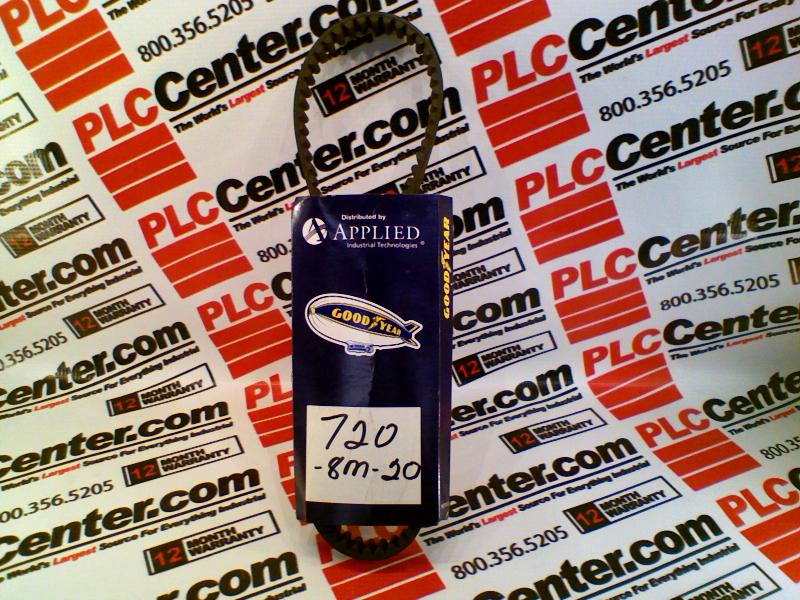 Distributed by
APPLIED
Industrial Technologies ®
GOODYEAR
GOODYEAR
720
-8M-20
PLCCenter.com
The World's Largest Source For Everything Industrial
800.356.5205
12 MONTH WARRANTY